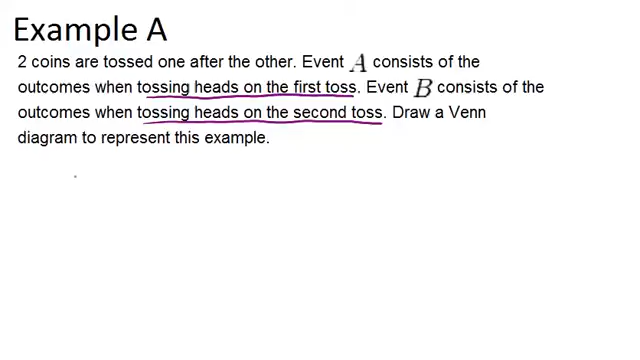 Example A
2 coins are tossed one after the other. Event A consists of the
outcomes when tossing heads on the first toss. Event B consists of the
outcomes when tossing heads on the second toss. Draw a Venn
diagram to represent this example.